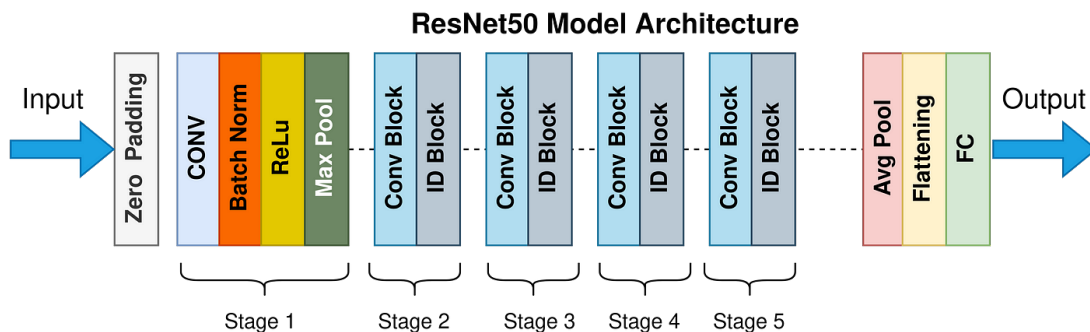 ResNet50 Model Architecture
Input
Zero Padding
CONV
Batch Norm
ReLu
Max Pool
Conv Block
ID Block
Conv Block
ID Block
Conv Block
ID Block
Conv Block
ID Block
Avg Pool
Flattening
FC
Output
Stage 1
Stage 2
Stage 3
Stage 4
Stage 5